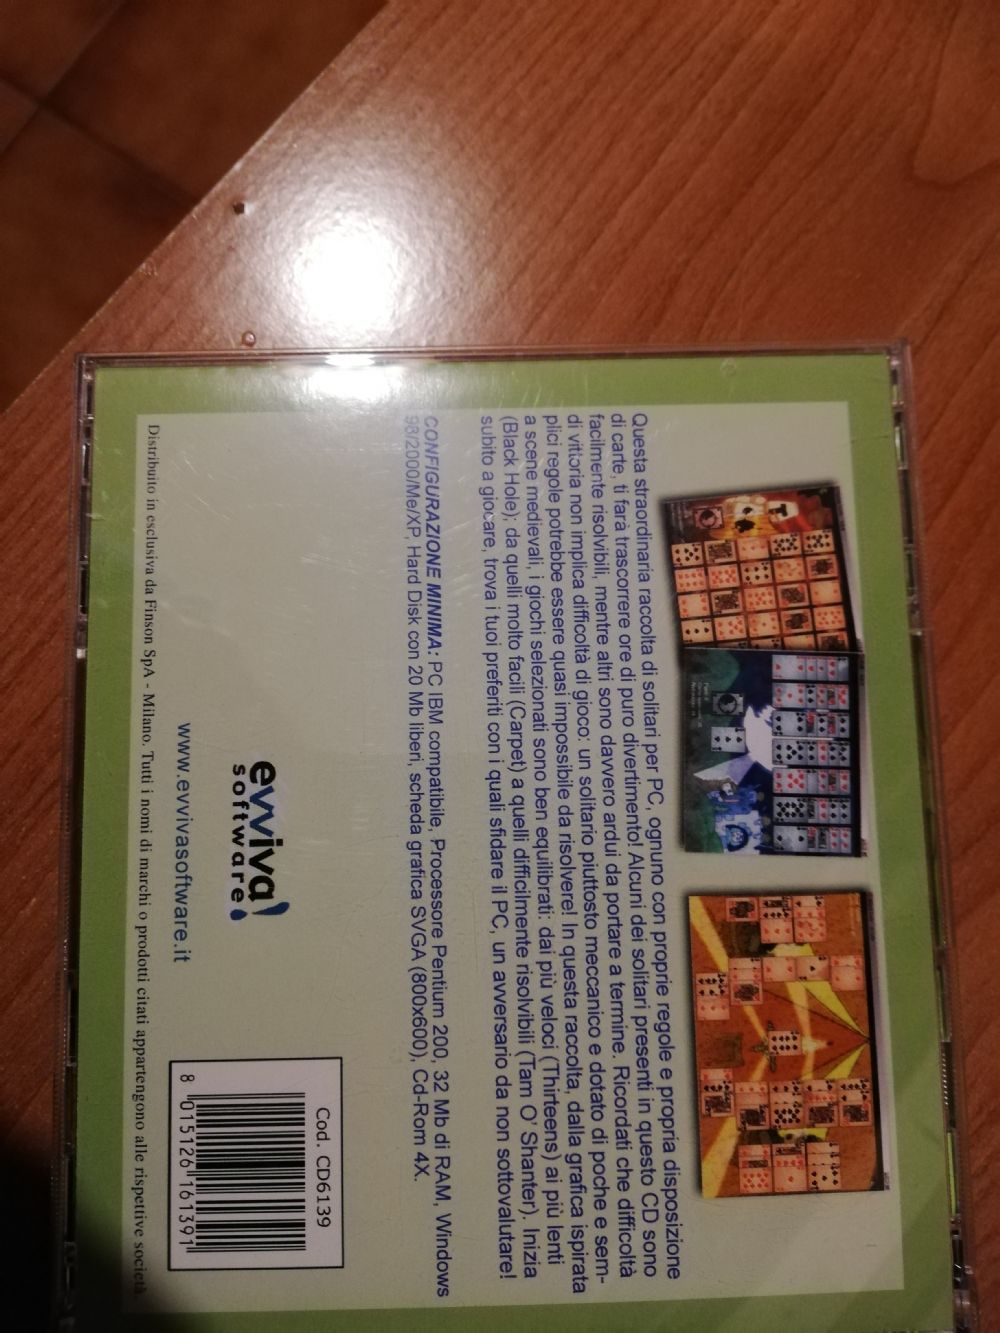 Questa straordinaria raccolta di solitari per PC, ognuno con proprie regole e propria disposizione
di carte, ti farà trascorrere ore di puro divertimento! Alcuni dei solitari presenti in questo CD sono
facilmente risolvibili, mentre altri sono davvero ardui da portare a termine. Ricordati che difficoltà
di vittoria non implica difficoltà di gioco: un solitario piuttosto meccanico e dotato di poche e sem-
plici regole potrebbe essere quasi impossibile da risolvere! In questa raccolta, dalla grafica ispirata
a scene medievali, i giochi selezionati sono ben equilibrati: dai più veloci (Thirteens) ai più lenti
(Black Hole); da quelli molto facili (Carpet) a quelli difficilmente risolvibili (Tam O' Shanter). Inizia
subito a giocare, trova i tuoi preferiti con i quali sfidare il PC, un avversario da non sottovalutare!
CONFIGURAZIONE MINIMA: PC IBM compatibile, Processore Pentium 200, 32 Mb di RAM, Windows
98/2000/Me/XP, Hard Disk con 20 Mb liberi, scheda grafica SVGA (800x600), Cd-Rom 4X.
evviva!
software!
www.evvivasoftware.it
Cod. CD6139
8 015126 161391
Distribuito in esclusiva da Finson SpA - Milano. Tutti i nomi di marchi o prodotti citati appartengono alle rispettive società.